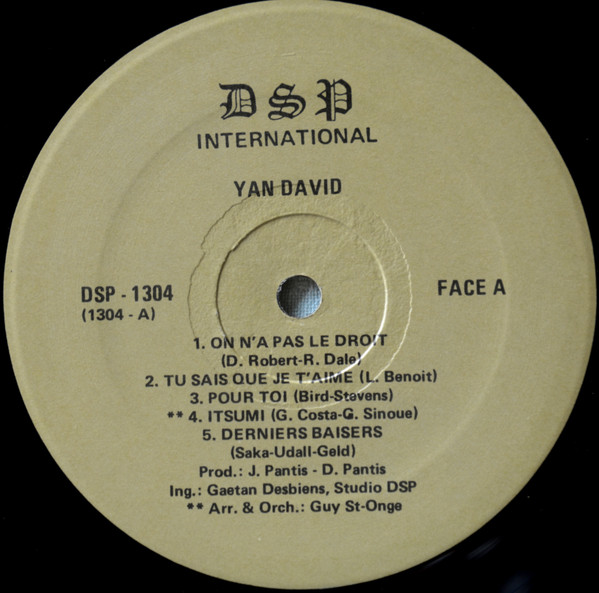 DSP
INTERNATIONAL
YAN DAVID
DSP - 1304
(1304 - A)
FACE A
1. ON N'A PAS LE DROIT
(D. Robert-R. Dale)
2. TU SAIS QUE JE T'AIME (L. Benoit)
3. POUR TOI (Bird-Stevens)
** 4. ITSUMI (G. Costa-G. Sinoue)
5. DERNIERS BAISERS
(Saka-Udall-Geld)
Prod.: J. Pantis - D. Pantis
Ing.: Gaetan Desbiens, Studio DSP
** Arr. & Orch.: Guy St-Onge